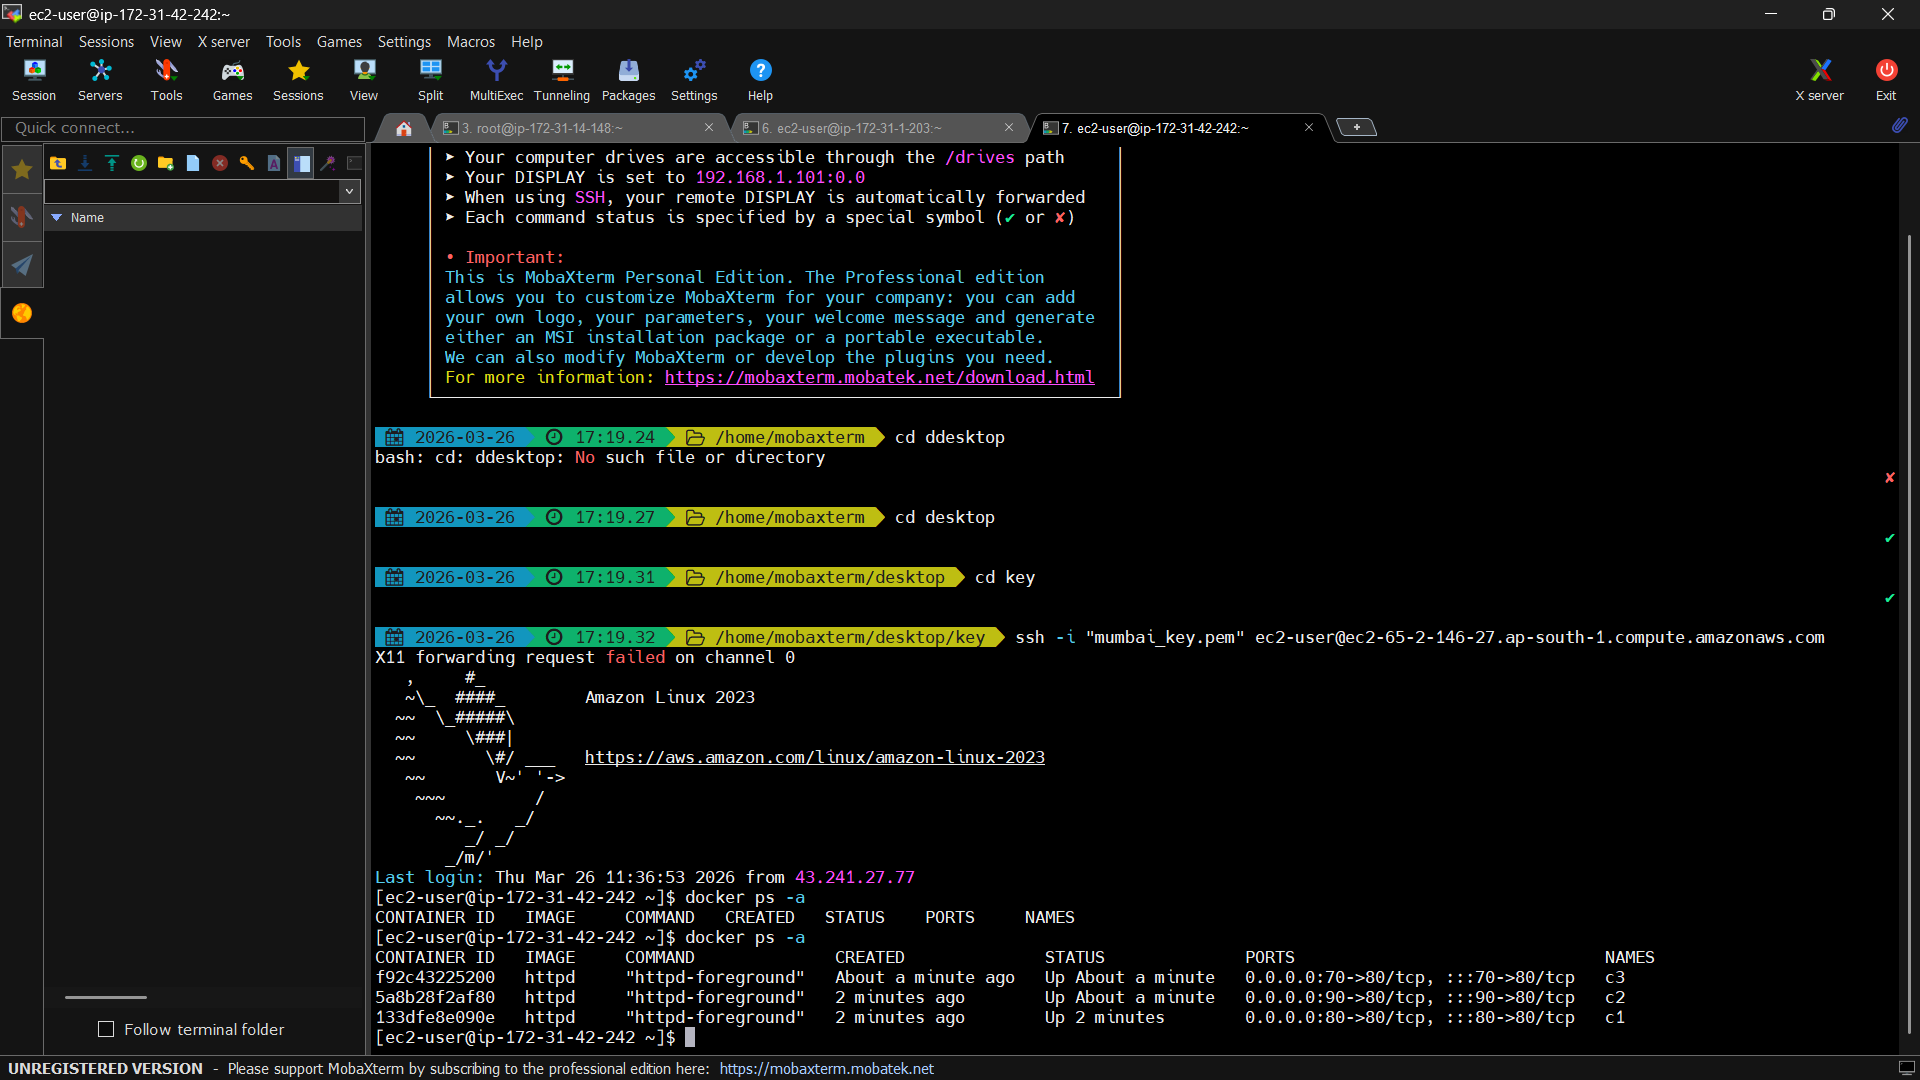 ec2-user@ip-172-31-42-242:~
Terminal Sessions View X server Tools Games Settings Macros Help
Session Servers Tools Games Sessions View Split MultiExec Tunneling Packages Settings Help X server Exit
Quick connect...
3. root@ip-172-31-14-148:~
6. ec2-user@ip-172-31-1-203:~
7. ec2-user@ip-172-31-42-242:~
Name
➤ Your computer drives are accessible through the /drives path
➤ Your DISPLAY is set to 192.168.1.101:0.0
➤ When using SSH, your remote DISPLAY is automatically forwarded
➤ Each command status is specified by a special symbol (✔ or ✘)
• Important:
This is MobaXterm Personal Edition. The Professional edition
allows you to customize MobaXterm for your company: you can add
your own logo, your parameters, your welcome message and generate
either an MSI installation package or a portable executable.
We can also modify MobaXterm or develop the plugins you need.
For more information: https://mobaxterm.mobatek.net/download.html
2026-03-26 17:19.24 /home/mobaxterm cd ddesktop
bash: cd: ddesktop: No such file or directory
✘
2026-03-26 17:19.27 /home/mobaxterm cd desktop
✔
2026-03-26 17:19.31 /home/mobaxterm/desktop cd key
✔
2026-03-26 17:19.32 /home/mobaxterm/desktop/key ssh -i "mumbai_key.pem" ec2-user@ec2-65-2-146-27.ap-south-1.compute.amazonaws.com
X11 forwarding request failed on channel 0
   ,     #_
   ~\_  ####_        Amazon Linux 2023
  ~~  \_#####\
  ~~     \###|
  ~~       \#/ ___   https://aws.amazon.com/linux/amazon-linux-2023
   ~~       V~' '->
    ~~~         /
      ~~._.   _/
         _/ _/
       _/m/'
Last login: Thu Mar 26 11:36:53 2026 from 43.241.27.77
[ec2-user@ip-172-31-42-242 ~]$ docker ps -a
CONTAINER ID   IMAGE     COMMAND   CREATED   STATUS    PORTS     NAMES
[ec2-user@ip-172-31-42-242 ~]$ docker ps -a
CONTAINER ID   IMAGE     COMMAND              CREATED              STATUS              PORTS                               NAMES
f92c43225200   httpd     "httpd-foreground"   About a minute ago   Up About a minute   0.0.0.0:70->80/tcp, :::70->80/tcp   c3
5a8b28f2af80   httpd     "httpd-foreground"   2 minutes ago        Up About a minute   0.0.0.0:90->80/tcp, :::90->80/tcp   c2
133dfe8e090e   httpd     "httpd-foreground"   2 minutes ago        Up 2 minutes        0.0.0.0:80->80/tcp, :::80->80/tcp   c1
[ec2-user@ip-172-31-42-242 ~]$
Follow terminal folder
UNREGISTERED VERSION - Please support MobaXterm by subscribing to the professional edition here: https://mobaxterm.mobatek.net